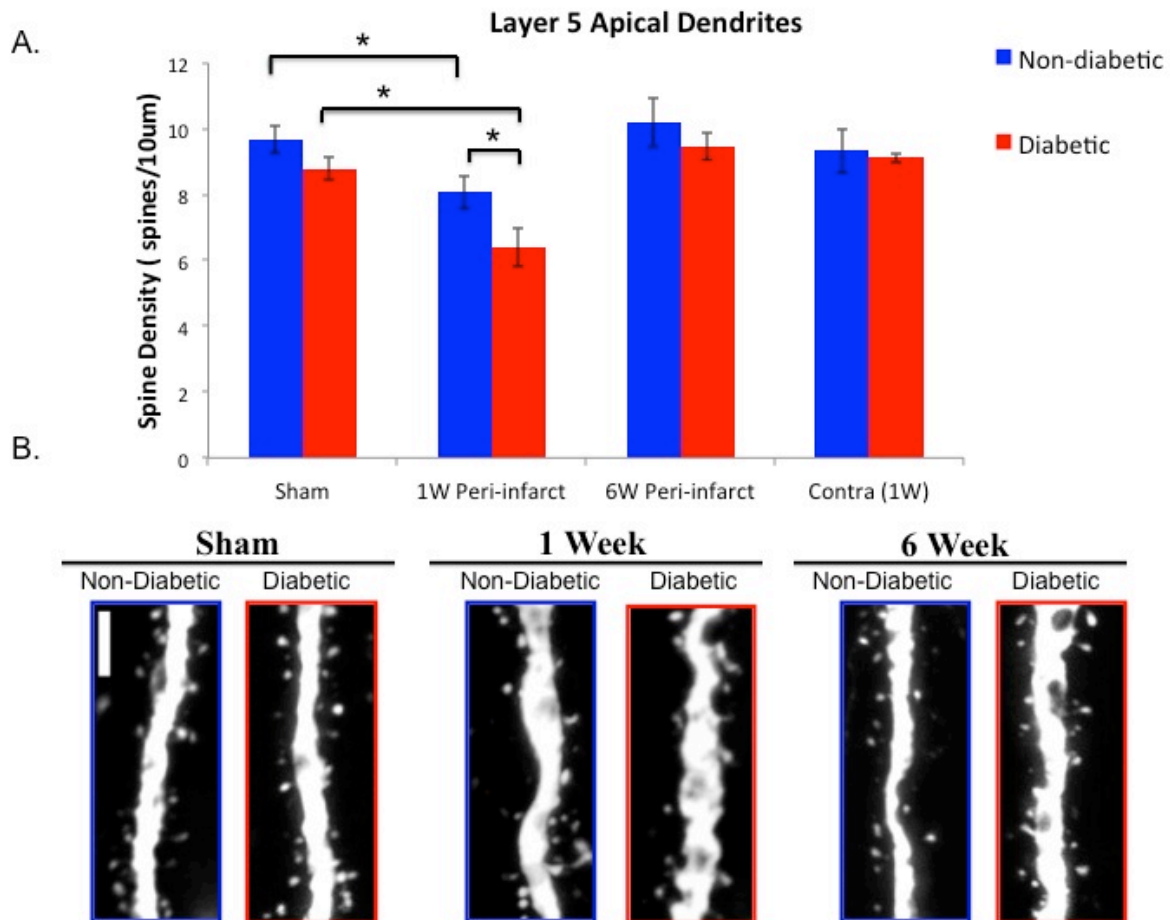 A.
Layer 5 Apical Dendrites
Non-diabetic
Diabetic
*
*
*
Spine Density ( spines/10um)
12
10
8
6
4
2
0
Sham
1W Peri-infarct
6W Peri-infarct
Contra (1W)
B.
Sham
1 Week
6 Week
Non-Diabetic
Diabetic
Non-Diabetic
Diabetic
Non-Diabetic
Diabetic